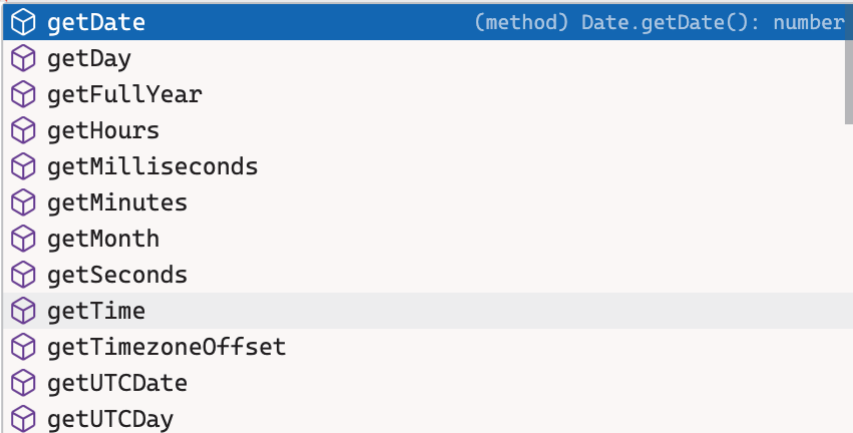 getDate (method) Date.getDate(): number
getDay
getFullYear
getHours
getMilliseconds
getMinutes
getMonth
getSeconds
getTime
getTimezoneOffset
getUTCDate
getUTCDay